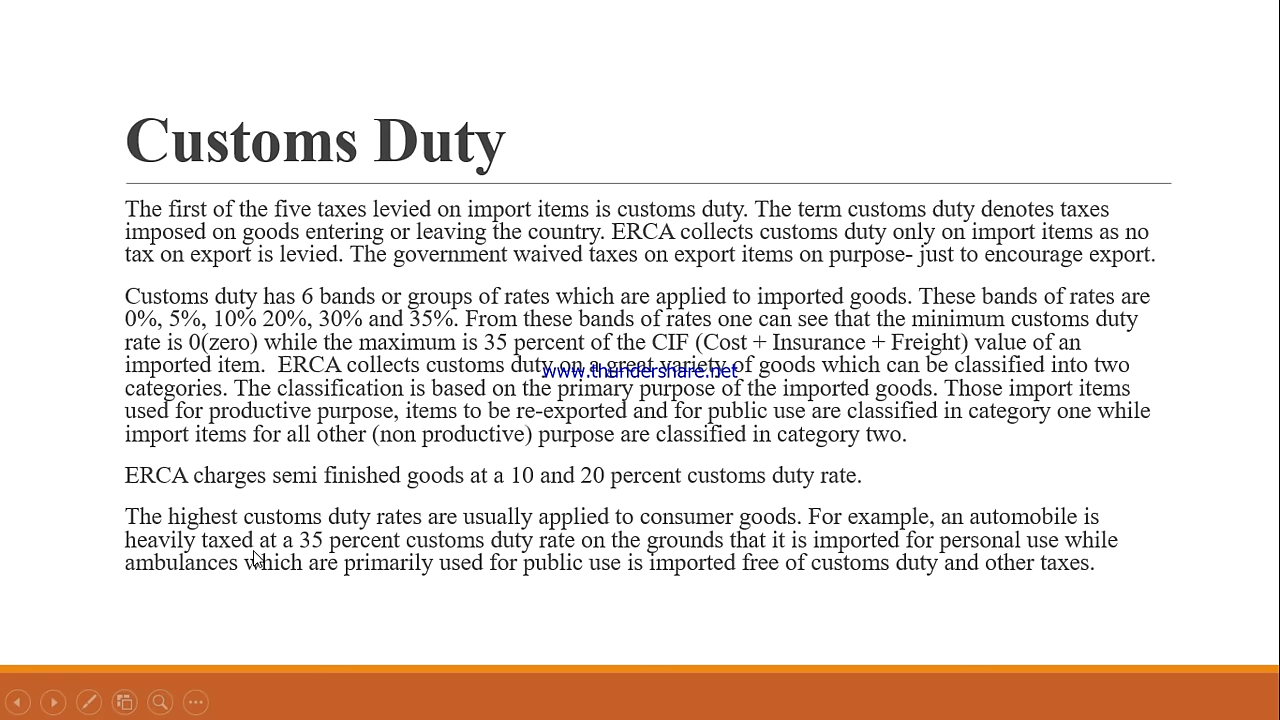 Customs Duty
The first of the five taxes levied on import items is customs duty. The term customs duty denotes taxes
imposed on goods entering or leaving the country. ERCA collects customs duty only on import items as no
tax on export is levied. The government waived taxes on export items on purpose- just to encourage export.
Customs duty has 6 bands or groups of rates which are applied to imported goods. These bands of rates are
0%, 5%, 10% 20%, 30% and 35%. From these bands of rates one can see that the minimum customs duty
rate is 0(zero) while the maximum is 35 percent of the CIF (Cost + Insurance + Freight) value of an
imported item.  ERCA collects customs duty on a great variety of goods which can be classified into two
www.thundershare.net
categories. The classification is based on the primary purpose of the imported goods. Those import items
used for productive purpose, items to be re-exported and for public use are classified in category one while
import items for all other (non productive) purpose are classified in category two.
ERCA charges semi finished goods at a 10 and 20 percent customs duty rate.
The highest customs duty rates are usually applied to consumer goods. For example, an automobile is
heavily taxed at a 35 percent customs duty rate on the grounds that it is imported for personal use while
ambulances which are primarily used for public use is imported free of customs duty and other taxes.